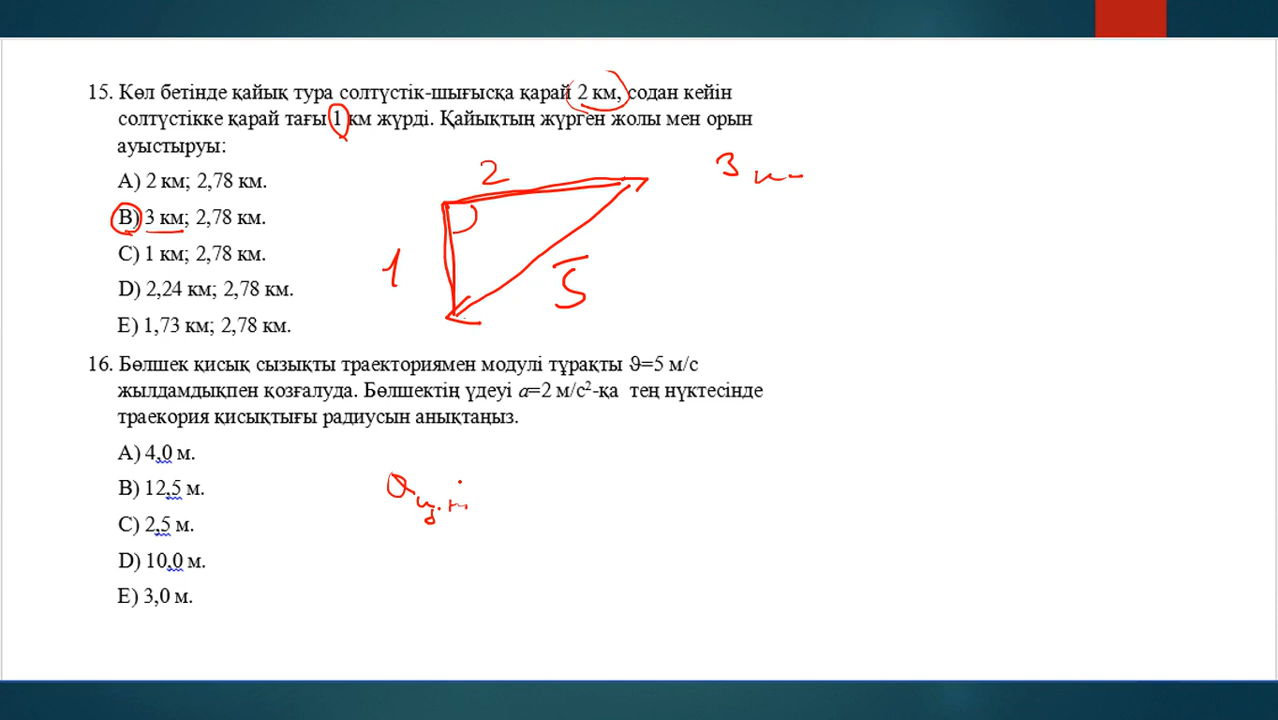 15. Көл бетінде қайық тура солтүстік-шығысқа қарай 2 км, содан кейін
солтүстікке қарай тағы 1 км жүрді. Қайықтың жүрген жолы мен орын
ауыстыруы:
A) 2 км; 2,78 км.
B) 3 км; 2,78 км.
C) 1 км; 2,78 км.
D) 2,24 км; 2,78 км.
E) 1,73 км; 2,78 км.
2
3 км
1
5
16. Бөлшек қисық сызықты траекториямен модулі тұрақты ϑ=5 м/с
жылдамдықпен қозғалуда. Бөлшектің үдеуі a=2 м/с²-қа тең нүктесінде
траекория қисықтығы радиусын анықтаңыз.
A) 4,0 м.
B) 12,5 м.
C) 2,5 м.
D) 10,0 м.
E) 3,0 м.